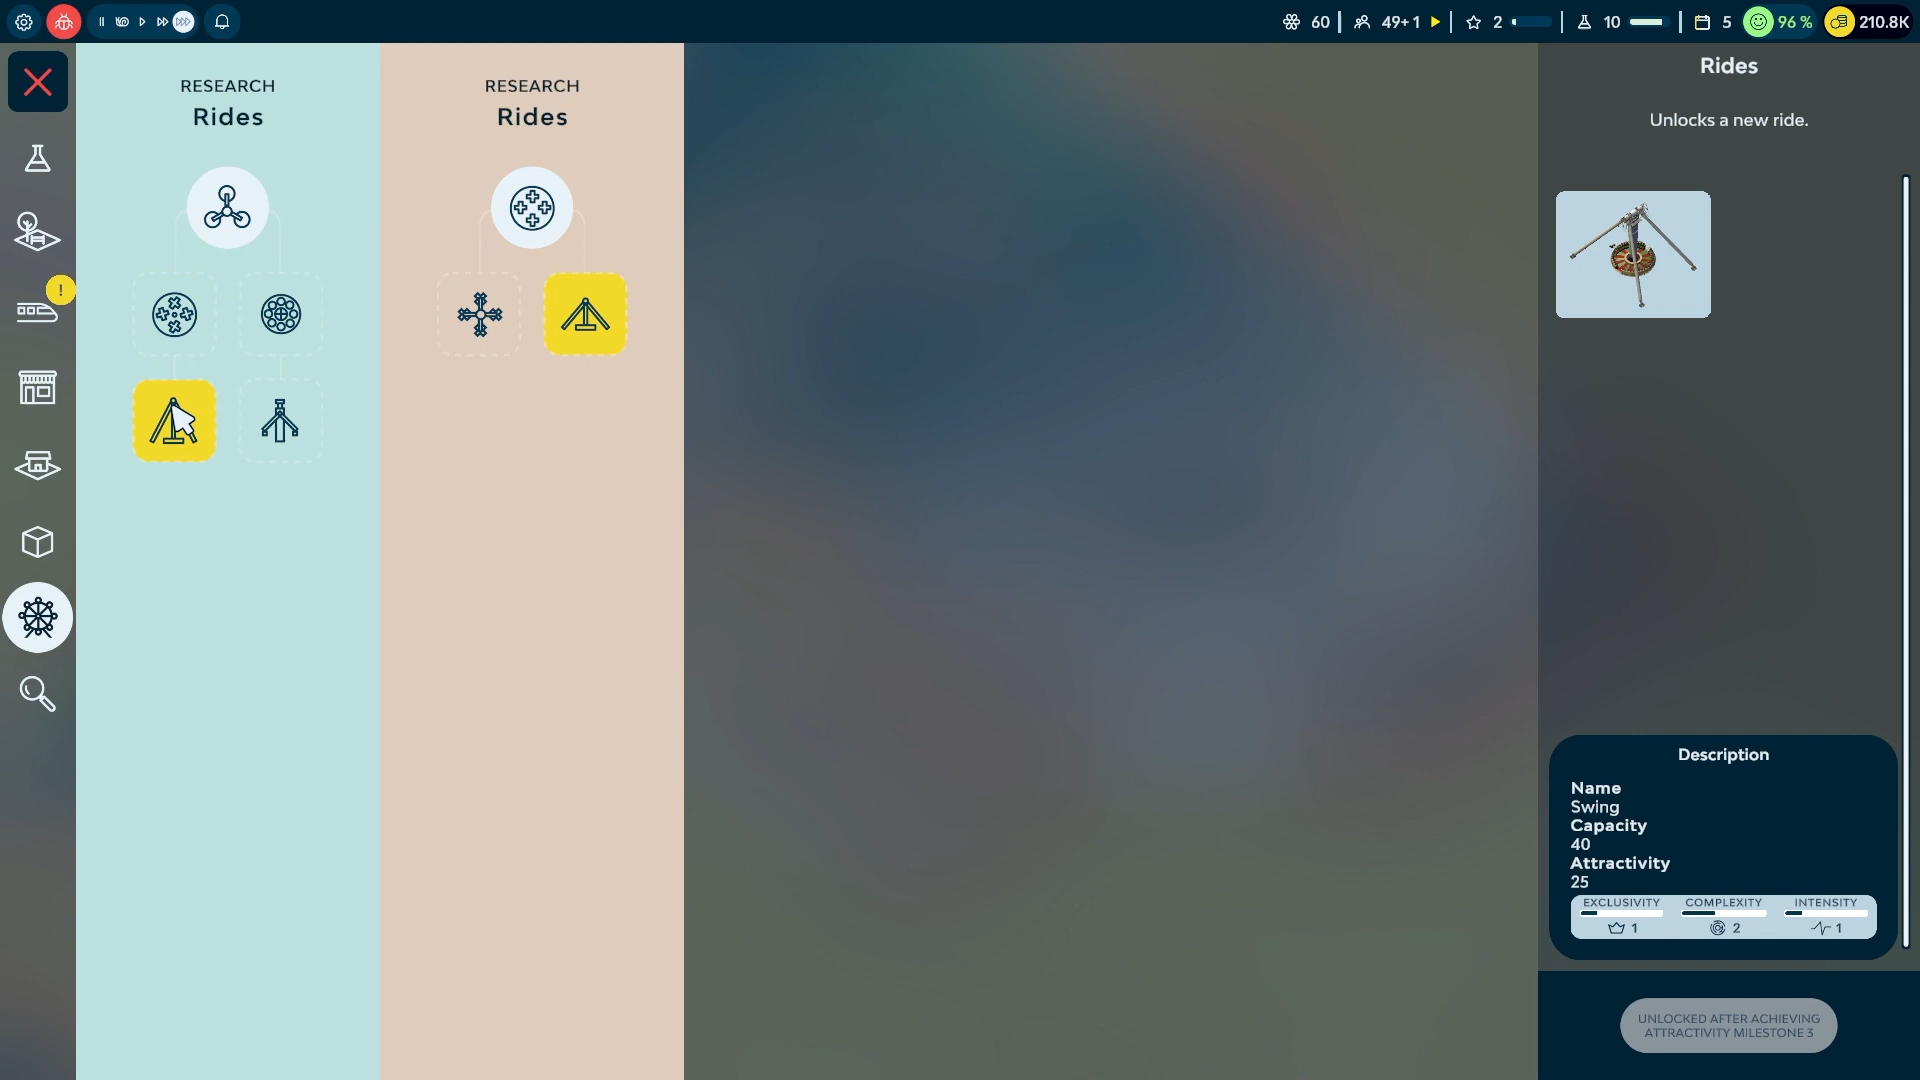 60
49+1
2
10
5
96 %
210.8K
RESEARCH
Rides
RESEARCH
Rides
!
Rides
Unlocks a new ride.
Description
Name
Swing
Capacity
40
Attractivity
25
EXCLUSIVITY COMPLEXITY INTENSITY
1 2 1
UNLOCKED AFTER ACHIEVING
ATTRACTIVITY MILESTONE 3